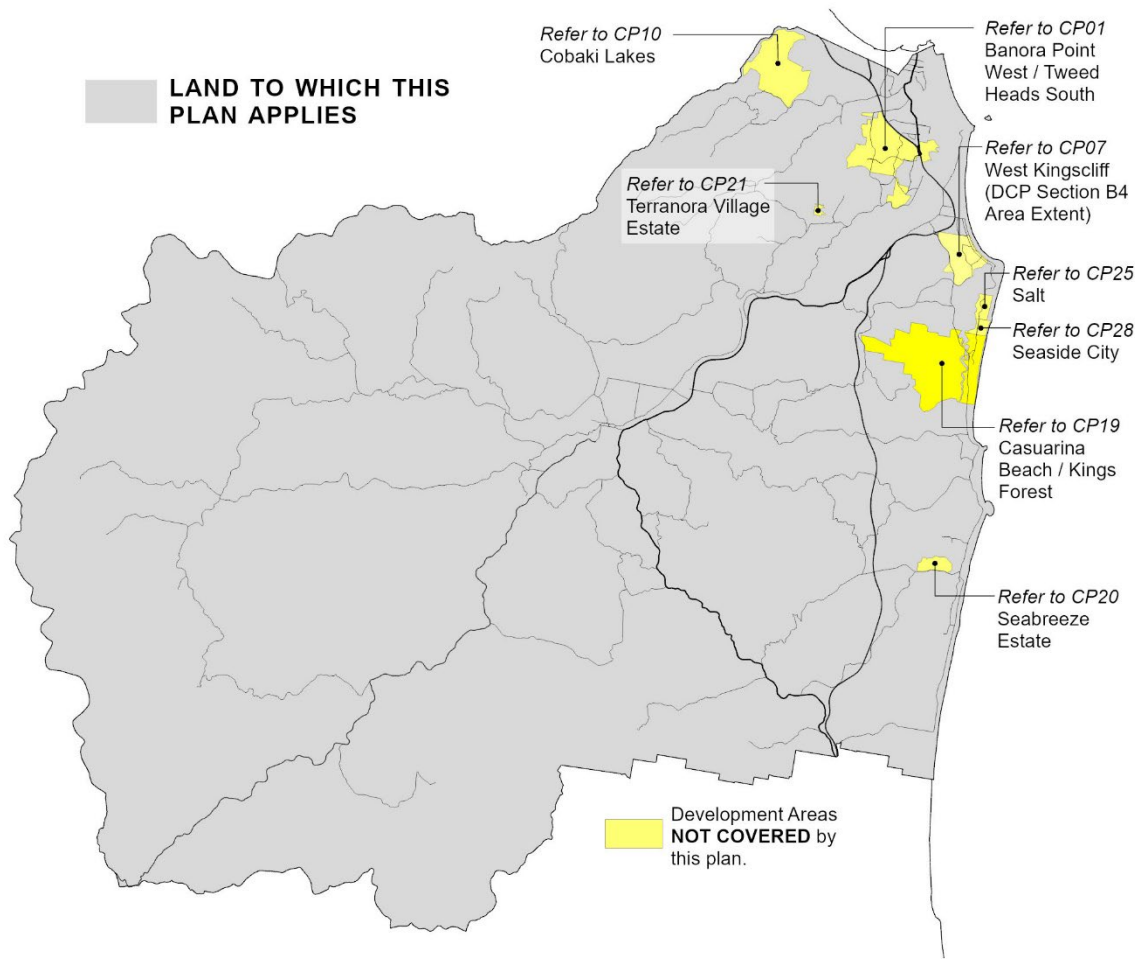 LAND TO WHICH THIS
PLAN APPLIES
Refer to CP10
Cobaki Lakes
Refer to CP01
Banora Point
West / Tweed
Heads South
Refer to CP07
West Kingscliff
(DCP Section B4
Area Extent)
Refer to CP21
Terranora Village
Estate
Refer to CP25
Salt
Refer to CP28
Seaside City
Refer to CP19
Casuarina
Beach / Kings
Forest
Refer to CP20
Seabreeze
Estate
Development Areas
NOT COVERED by
this plan.